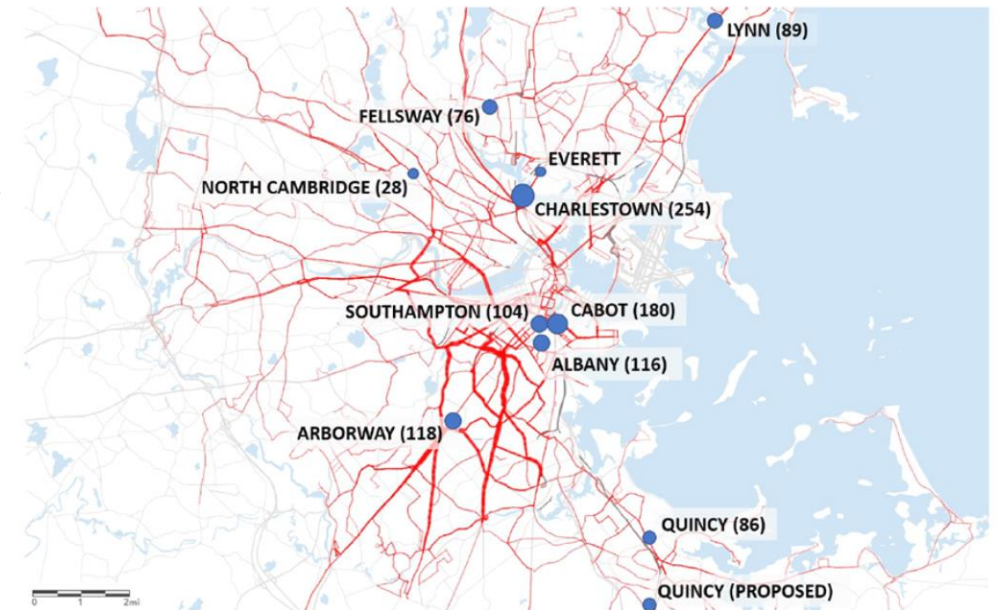 LYNN (89)
FELLSWAY (76)
EVERETT
NORTH CAMBRIDGE (28)
CHARLESTOWN (254)
SOUTHAMPTON (104)
CABOT (180)
ALBANY (116)
ARBORWAY (118)
QUINCY (86)
QUINCY (PROPOSED)
0 1 2mi